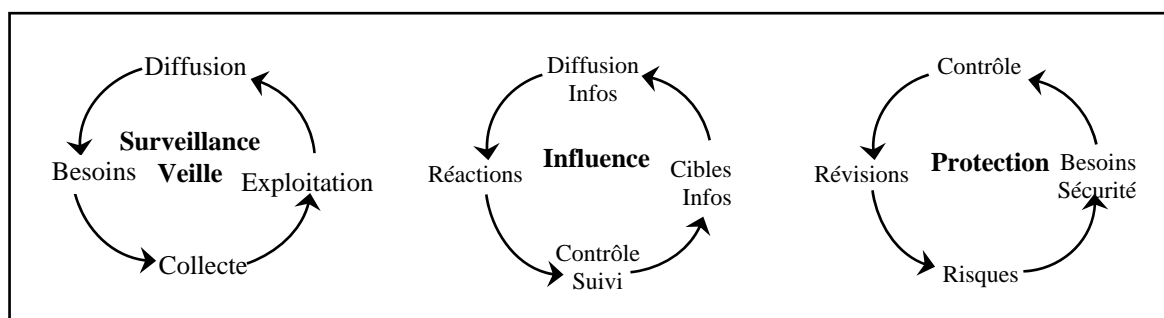 Diffusion
Surveillance
Veille
Besoins
Exploitation
Collecte
Diffusion
Infos
Influence
Réactions
Cibles
Infos
Contrôle
Suivi
Contrôle
Protection
Révisions
Besoins
Sécurité
Risques